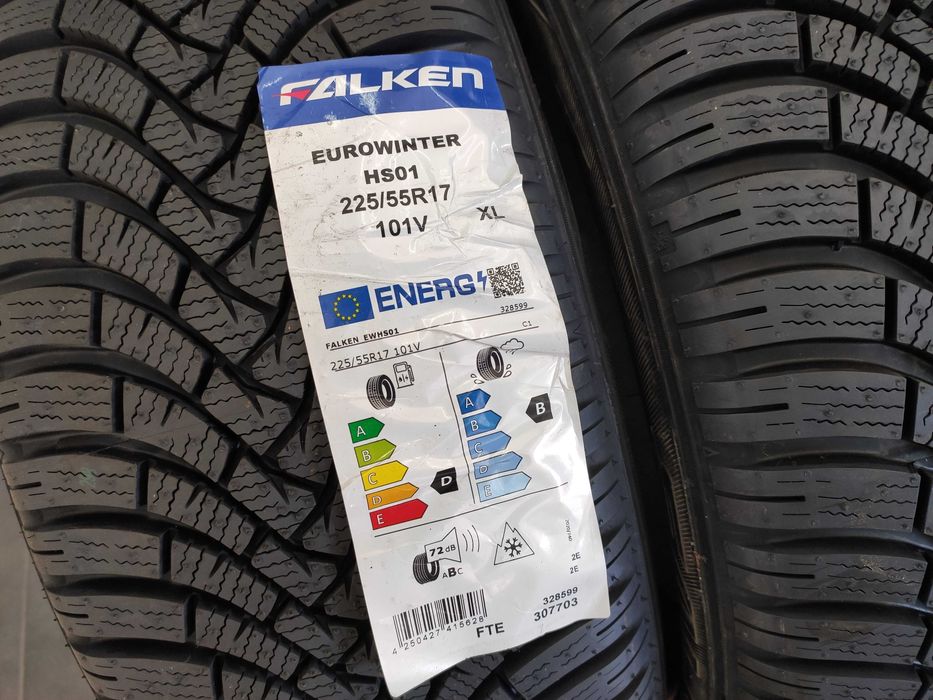 FALKEN
EUROWINTER
HS01
225/55R17
101V
XL
ENERG
328599
FALKEN EWHS01
C1
225/55R17 101V
A
B
C
D
E
D
A
B
C
D
E
B
72 dB
ABC
2E
2E
4 250427 415628
FTE
328599
307703